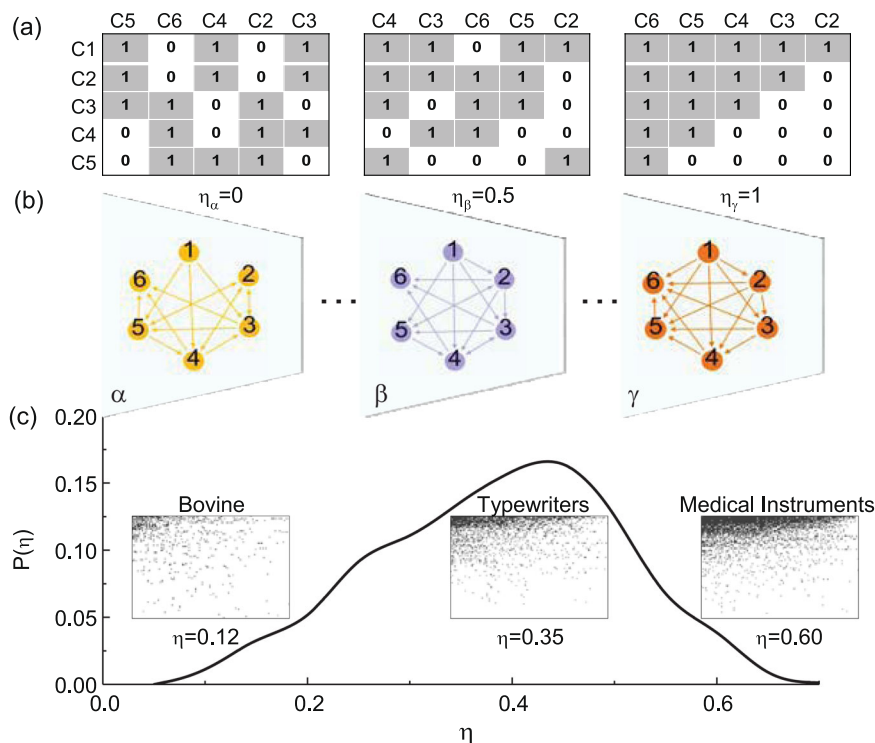 (a)
C5 C6 C4 C2 C3
C1 1 0 1 0 1
C2 1 0 1 0 1
C3 1 1 0 1 0
C4 0 1 0 1 1
C5 0 1 1 1 0
C4 C3 C6 C5 C2
1 1 0 1 1
1 1 1 1 0
1 0 1 1 0
0 1 1 0 0
1 0 0 0 1
C6 C5 C4 C3 C2
1 1 1 1 1
1 1 1 1 0
1 1 1 0 0
1 1 0 0 0
1 0 0 0 0
(b)
η_α=0
1
6 2
5 3
4
α
...
η_β=0.5
1
6 2
5 3
4
β
...
η_γ=1
1
6 2
5 3
4
γ
(c)
0.20
0.15
0.10
0.05
0.00
P(η)
Bovine
η=0.12
Typewriters
η=0.35
Medical Instruments
η=0.60
0.0 0.2 0.4 0.6
η